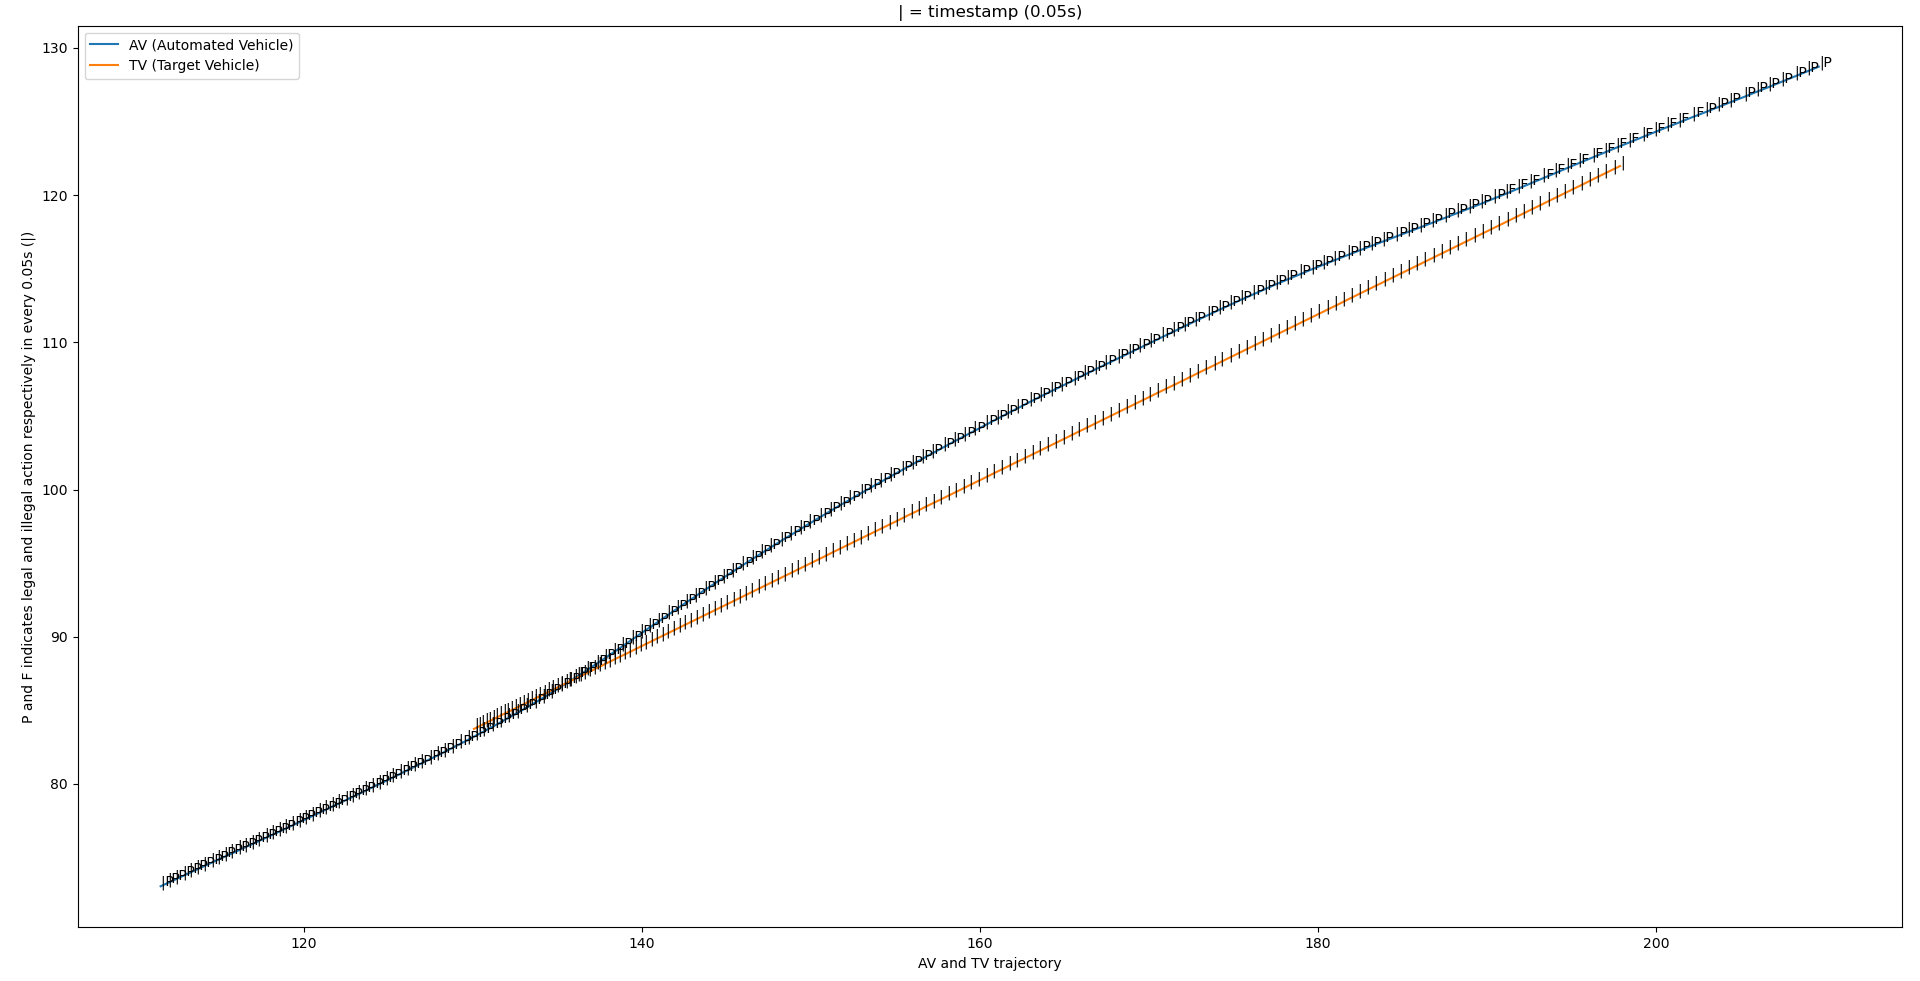 | = timestamp (0.05s)
AV (Automated Vehicle)
TV (Target Vehicle)
130
120
110
100
90
80
P and F indicates legal and illegal action respectively in every 0.05s (|)
120
140
160
180
200
AV and TV trajectory